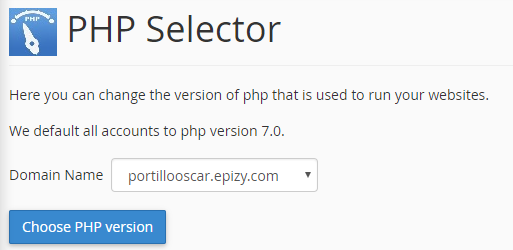 PHP
PHP Selector
Here you can change the version of php that is used to run your websites.
We default all accounts to php version 7.0.
Domain Name portillooscar.epizy.com
Choose PHP version